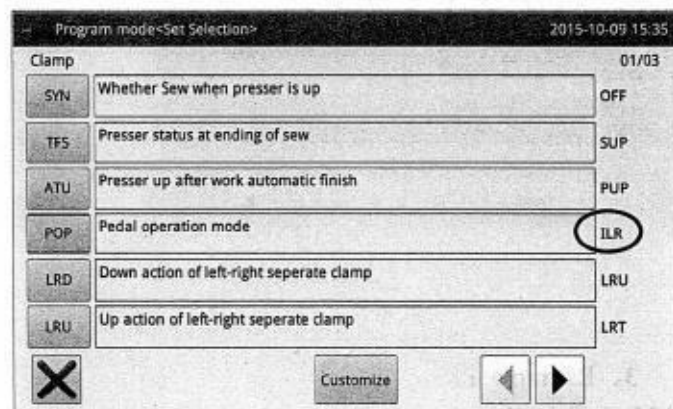 Program mode<Set Selection> 2015-10-09 15:35
Clamp 01/03
SYN Whether Sew when presser is up OFF
TFS Presser status at ending of sew SUP
ATU Presser up after work automatic finish PUP
POP Pedal operation mode ILR
LRD Down action of left-right seperate clamp LRU
LRU Up action of left-right seperate clamp LRT
Customize